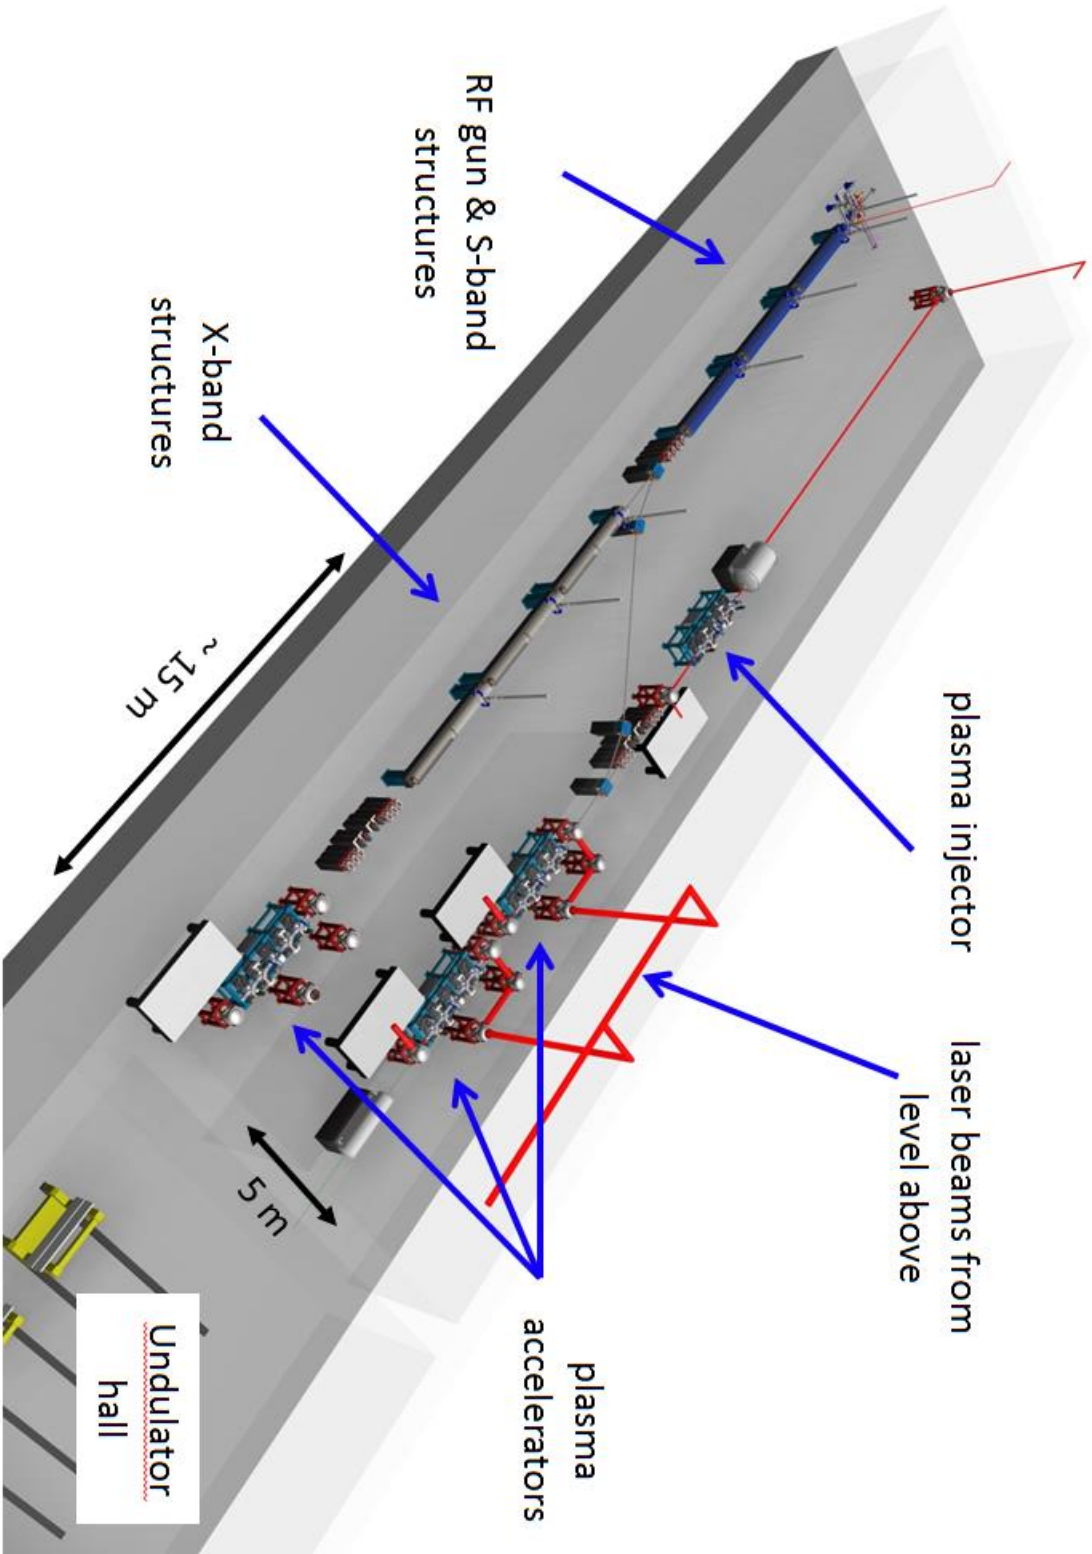 RF gun & S-band
structures
X-band
structures
~ 15 m
plasma injector
laser beams from
level above
5 m
plasma
accelerators
Undulator
hall